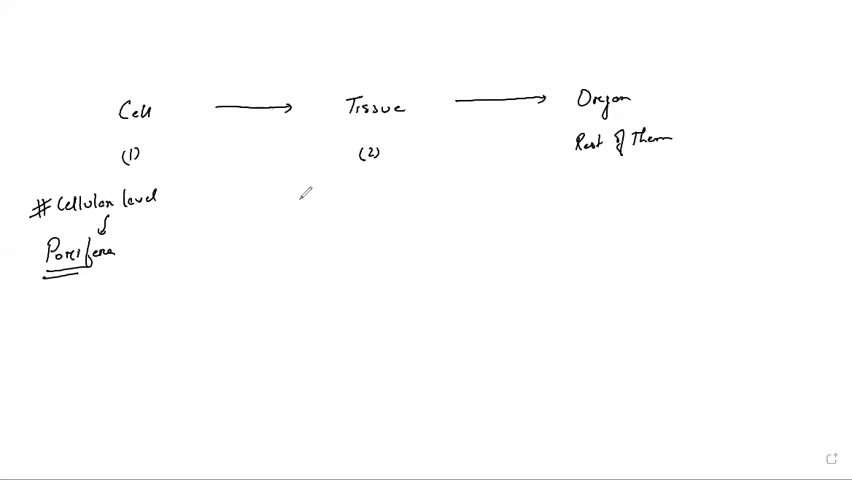 Cell → Tissue → Organ
(1) (2) Rest of Them
# Cellular level
Porifera